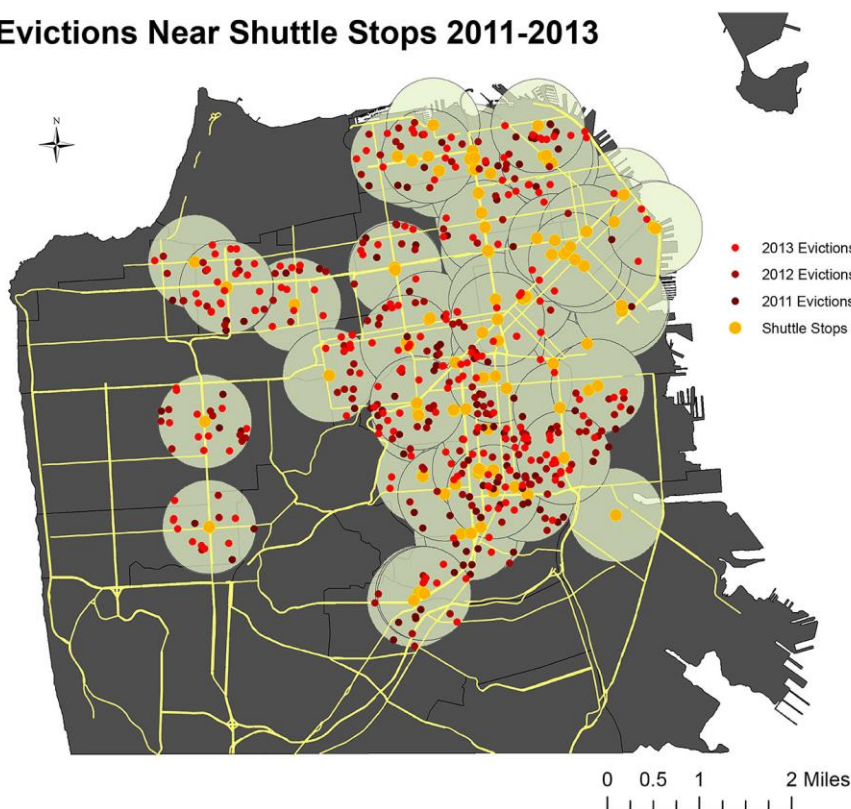 Evictions Near Shuttle Stops 2011-2013
N
2013 Evictions
2012 Evictions
2011 Evictions
Shuttle Stops
0 0.5 1 2 Miles